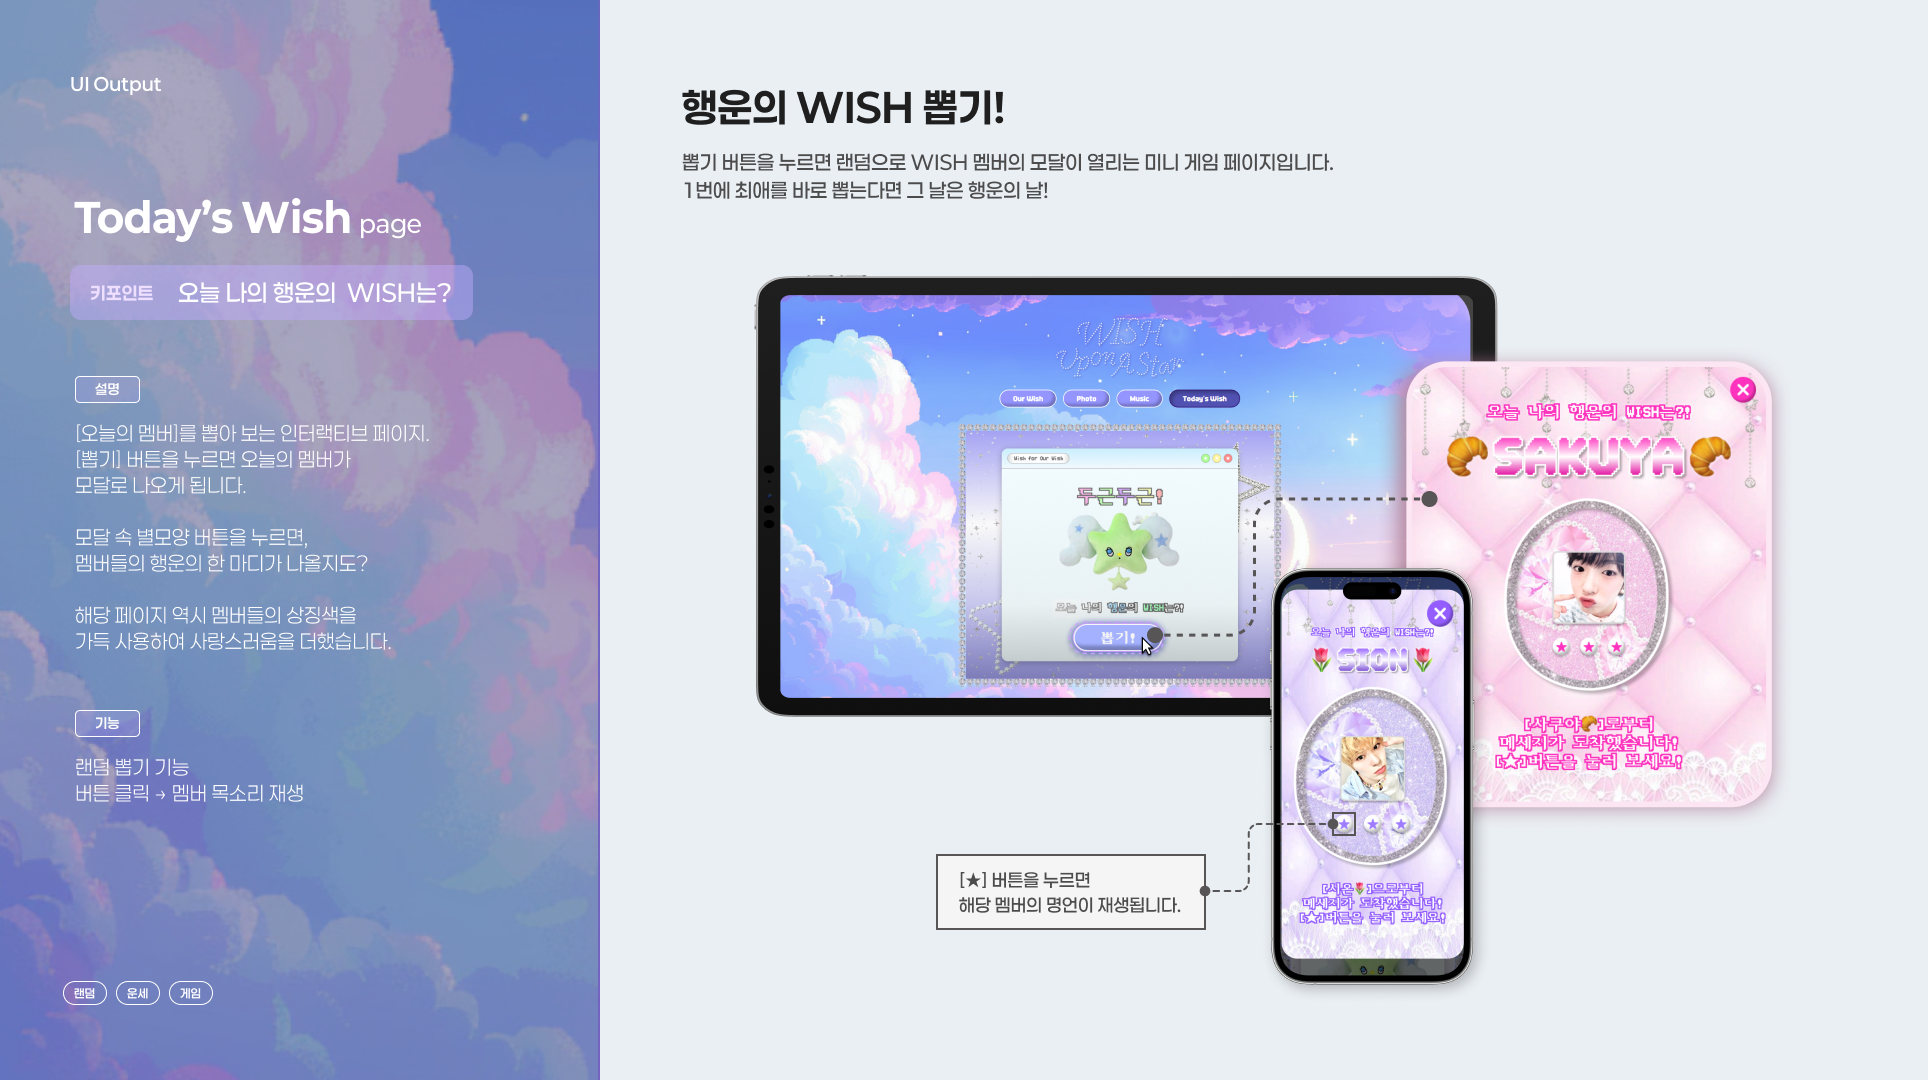 UI Output
Today's Wish page
키포인트 오늘 나의 행운의 WISH는?
설명
[오늘의 멤버]를 뽑아 보는 인터랙티브 페이지.
[뽑기] 버튼을 누르면 오늘의 멤버가
모달로 나오게 됩니다.
모달 속 별모양 버튼을 누르면,
멤버들의 행운의 한 마디가 나올지도?
해당 페이지 역시 멤버들의 상징색을
가득 사용하여 사랑스러움을 더했습니다.
기능
랜덤 뽑기 기능
버튼 클릭 → 멤버 목소리 재생
랜덤 운세 게임
행운의 WISH 뽑기!
뽑기 버튼을 누르면 랜덤으로 WISH 멤버의 모달이 열리는 미니 게임 페이지입니다.
1번에 최애를 바로 뽑는다면 그 날은 행운의 날!
WISH
Upon A Star
Our Wish Photo Music Today's Wish
Wish For Our Wish
두근두근!
오늘 나의 행운의 WISH는?!
뽑기!
오늘 나의 행운의 WISH는?!
🥐SAKUYA🥐
[사쿠야🥐]로부터
메세지가 도착했습니다!
[★]버튼을 눌러 보세요!
오늘 나의 행운의 WISH는?!
🌷SION🌷
[시온🌷]으로부터
메세지가 도착했습니다!
[★]버튼을 눌러 보세요!
[★] 버튼을 누르면
해당 멤버의 명언이 재생됩니다.